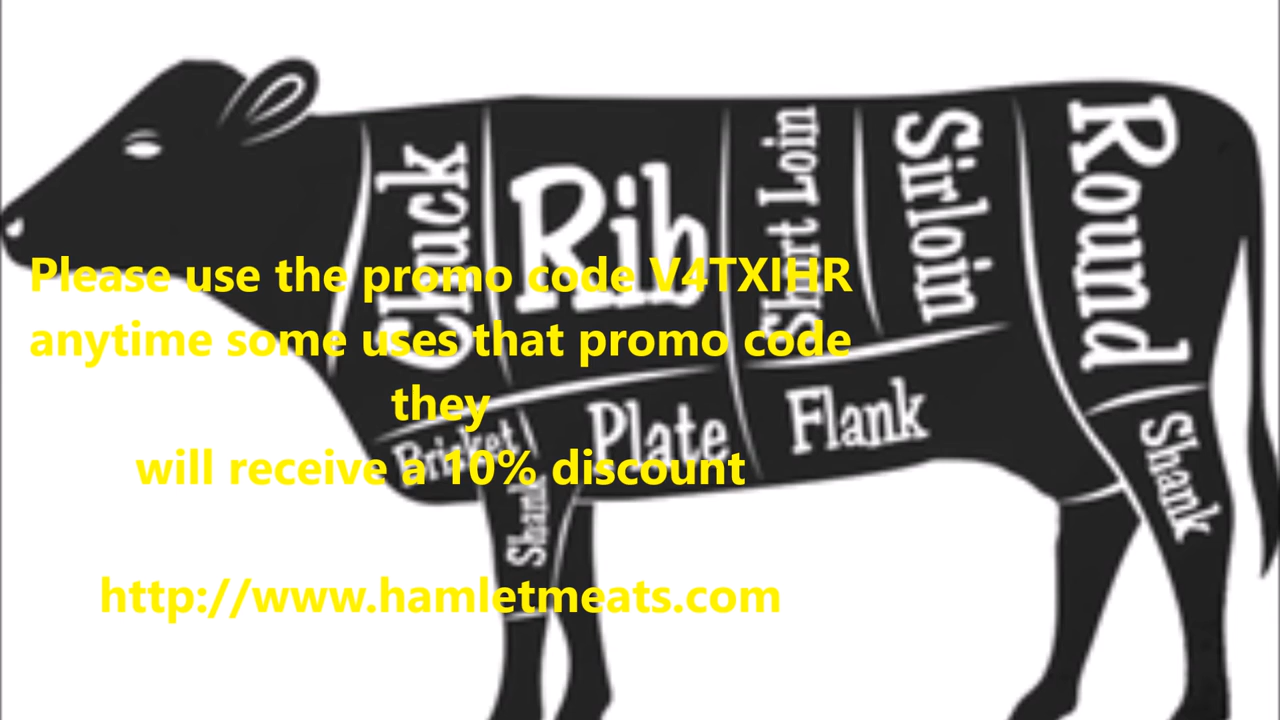 Chuck
Rib
Short Loin
Sirloin
Round
Please use the promo code V4TXIHR
anytime some uses that promo code
they
will receive a 10% discount
Bricket
Plate
Flank
Shank
Shank
http://www.hamletmeats.com